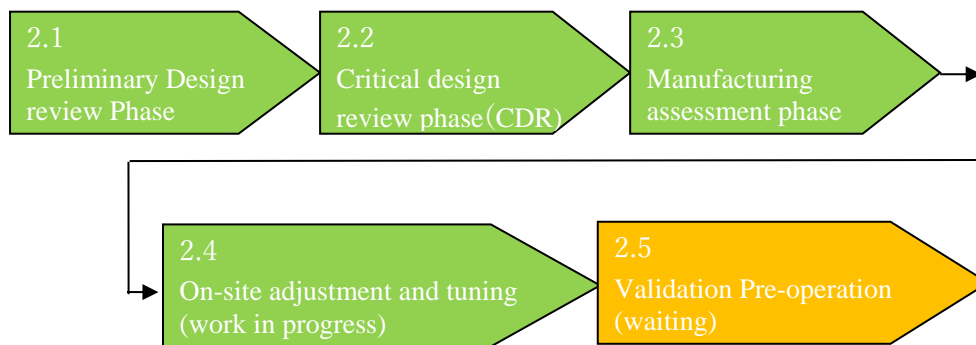 2.1
Preliminary Design
review Phase
2.2
Critical design
review phase(CDR)
2.3
Manufacturing
assessment phase
2.4
On-site adjustment and tuning
(work in progress)
2.5
Validation Pre-operation
(waiting)